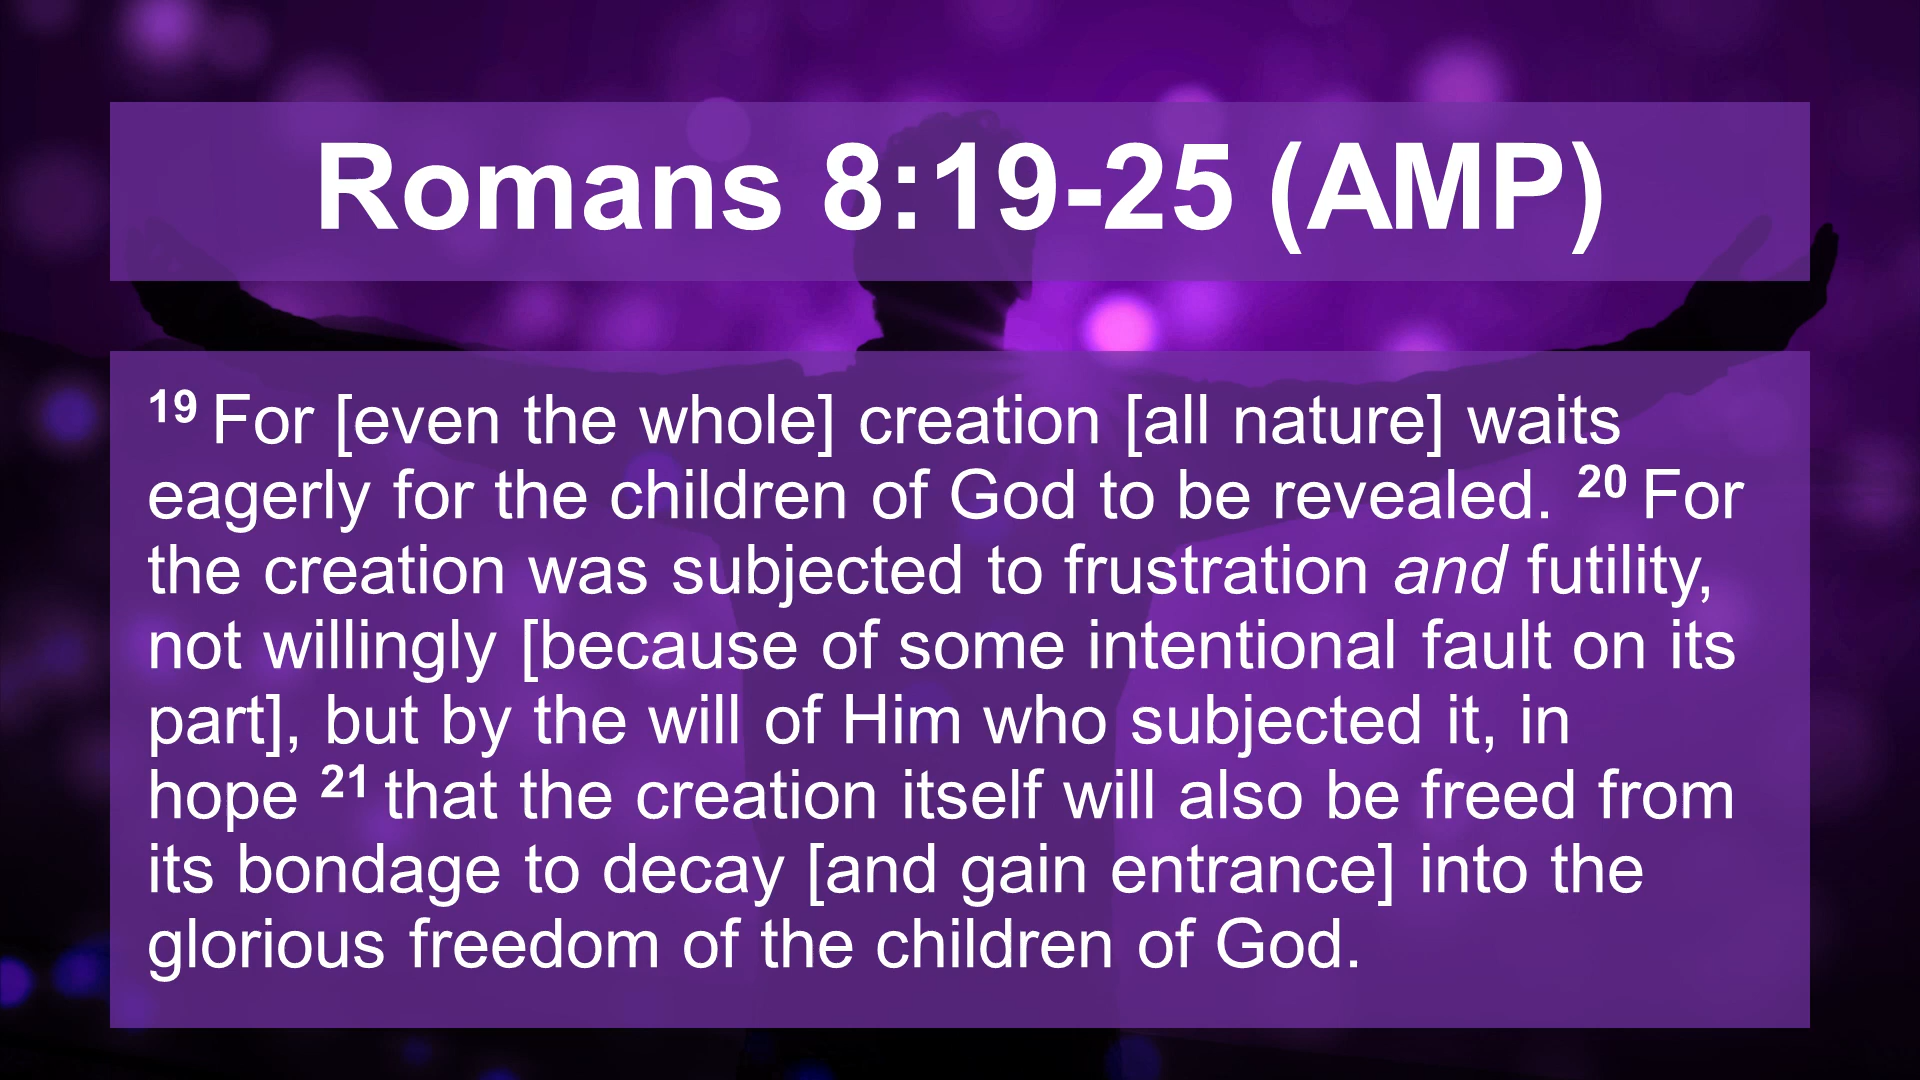 Romans 8:19-25 (AMP)
19 For [even the whole] creation [all nature] waits
eagerly for the children of God to be revealed. 20 For
the creation was subjected to frustration and futility,
not willingly [because of some intentional fault on its
part], but by the will of Him who subjected it, in
hope 21 that the creation itself will also be freed from
its bondage to decay [and gain entrance] into the
glorious freedom of the children of God.